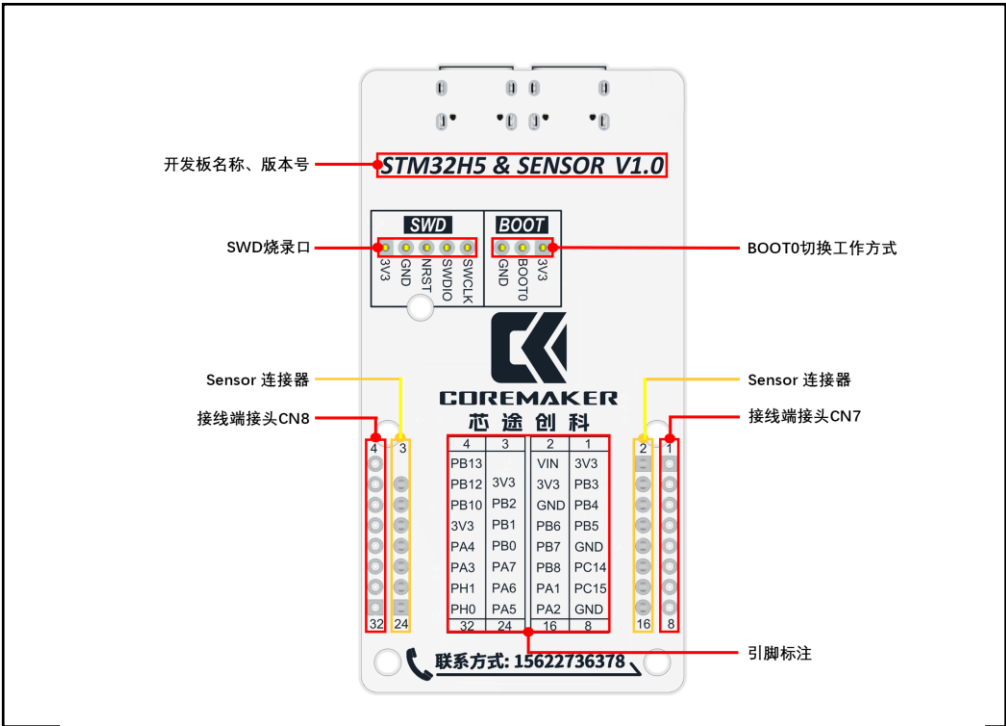 开发板名称、版本号
STM32H5 & SENSOR V1.0
SWD
BOOT
SWD烧录口
BOOT0切换工作方式
3V3
GND
NRST
SWDIO
SWCLK
GND
BOOT0
3V3
COREMAKER
芯途创科
Sensor 连接器
Sensor 连接器
接线端接头CN8
接线端接头CN7
4 3
2 1
4 3 2 1
PB13 VIN 3V3
PB12 3V3 3V3 PB3
PB10 PB2 GND PB4
3V3 PB1 PB6 PB5
PA4 PB0 PB7 GND
PA3 PA7 PB8 PC14
PH1 PA6 PA1 PC15
PH0 PA5 PA2 GND
32 24 16 8
32 24
16 8
引脚标注
联系方式: 15622736378